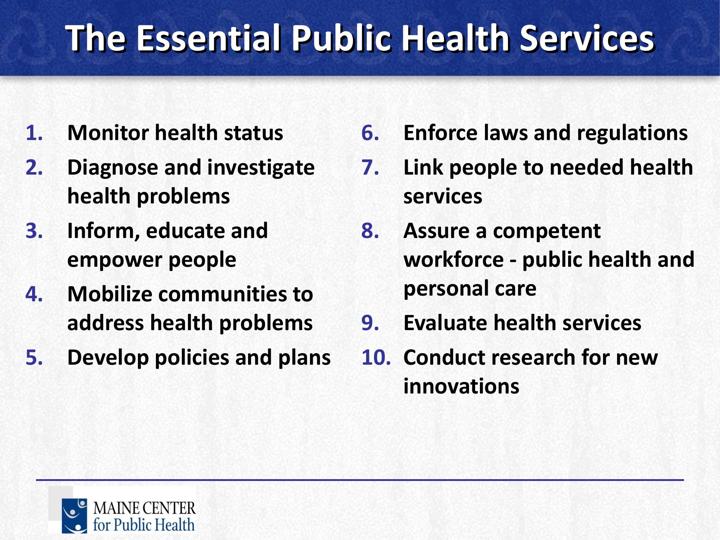 The Essential Public Health Services
1. Monitor health status
2. Diagnose and investigate
health problems
3. Inform, educate and
empower people
4. Mobilize communities to
address health problems
5. Develop policies and plans
6. Enforce laws and regulations
7. Link people to needed health
services
8. Assure a competent
workforce - public health and
personal care
9. Evaluate health services
10. Conduct research for new
innovations
MAINE CENTER
for Public Health